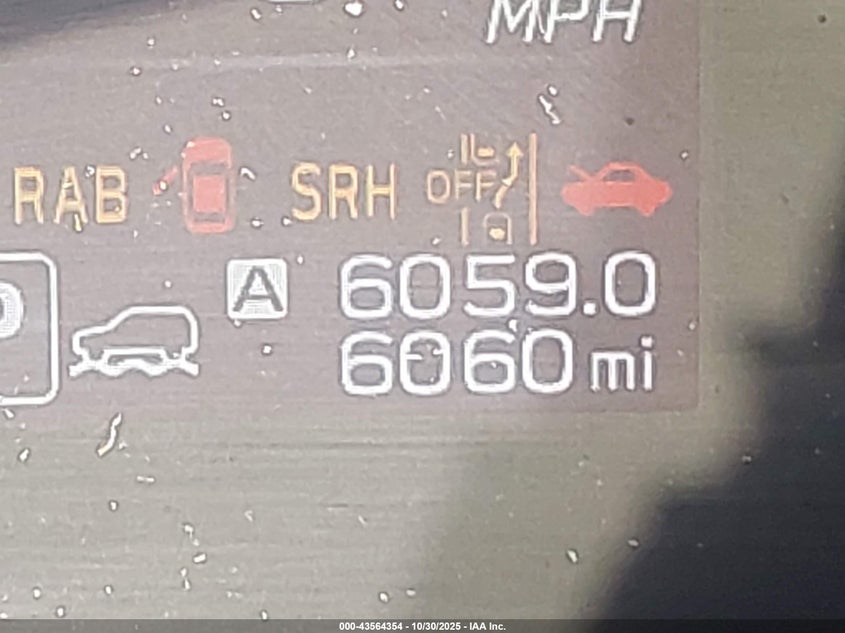 MPH
RAB SRH OFF
A 6059.0
6060 mi
000-43564354 - 10/30/2025 - IAA Inc.